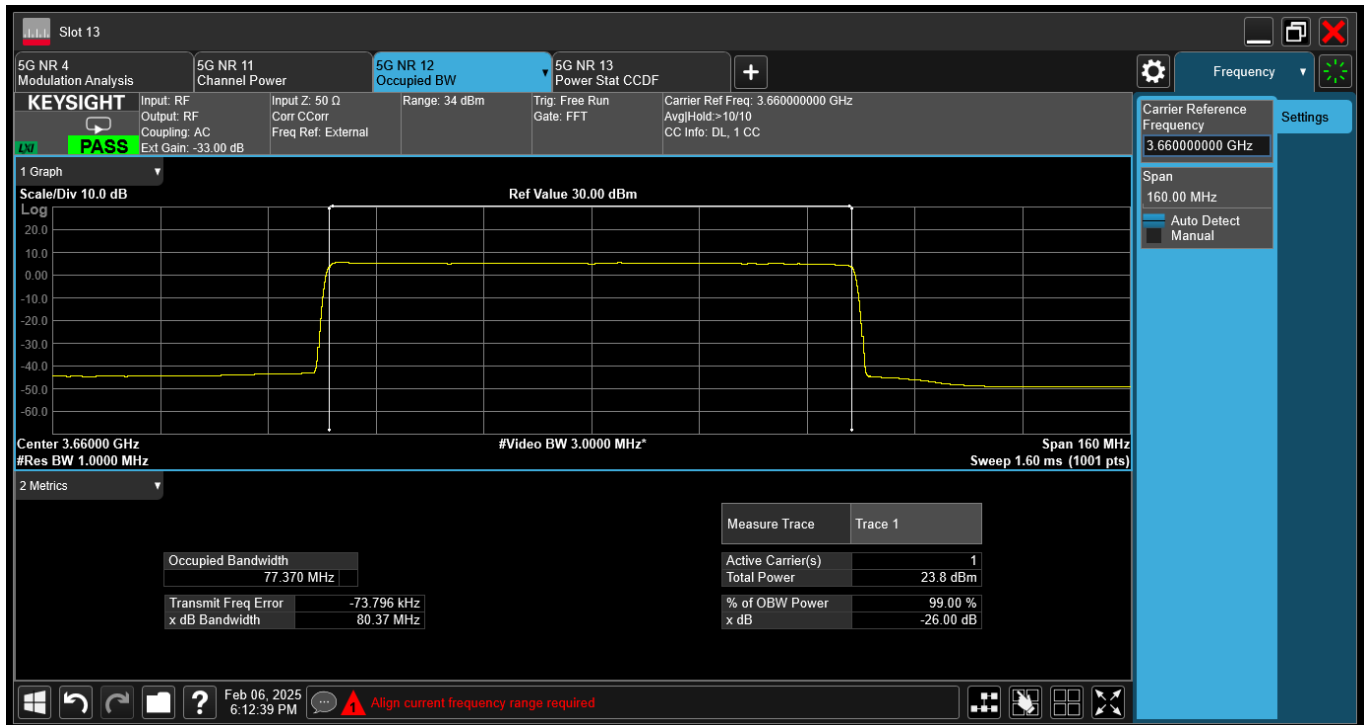 Slot 13
5G NR 4
Modulation Analysis
5G NR 11
Channel Power
5G NR 12
Occupied BW
5G NR 13
Power Stat CCDF
Frequency
KEYSIGHT
LXI
PASS
Input: RF
Output: RF
Coupling: AC
Ext Gain: -33.00 dB
Input Z: 50 Ω
Corr CCorr
Freq Ref: External
Range: 34 dBm
Trig: Free Run
Gate: FFT
Carrier Ref Freq: 3.660000000 GHz
Avg|Hold:>10/10
CC Info: DL, 1 CC
Carrier Reference
Frequency
3.660000000 GHz
Span
160.00 MHz
Auto Detect
Manual
Settings
1 Graph
Scale/Div 10.0 dB
Ref Value 30.00 dBm
Log
20.0
10.0
0.00
-10.0
-20.0
-30.0
-40.0
-50.0
-60.0
Center 3.66000 GHz
#Video BW 3.0000 MHz*
Span 160 MHz
#Res BW 1.0000 MHz
Sweep 1.60 ms (1001 pts)
2 Metrics
Measure Trace Trace 1
Occupied Bandwidth
77.370 MHz
Active Carrier(s) 1
Total Power 23.8 dBm
Transmit Freq Error -73.796 kHz
x dB Bandwidth 80.37 MHz
% of OBW Power 99.00 %
x dB -26.00 dB
?
Feb 06, 2025
6:12:39 PM
1
Align current frequency range required